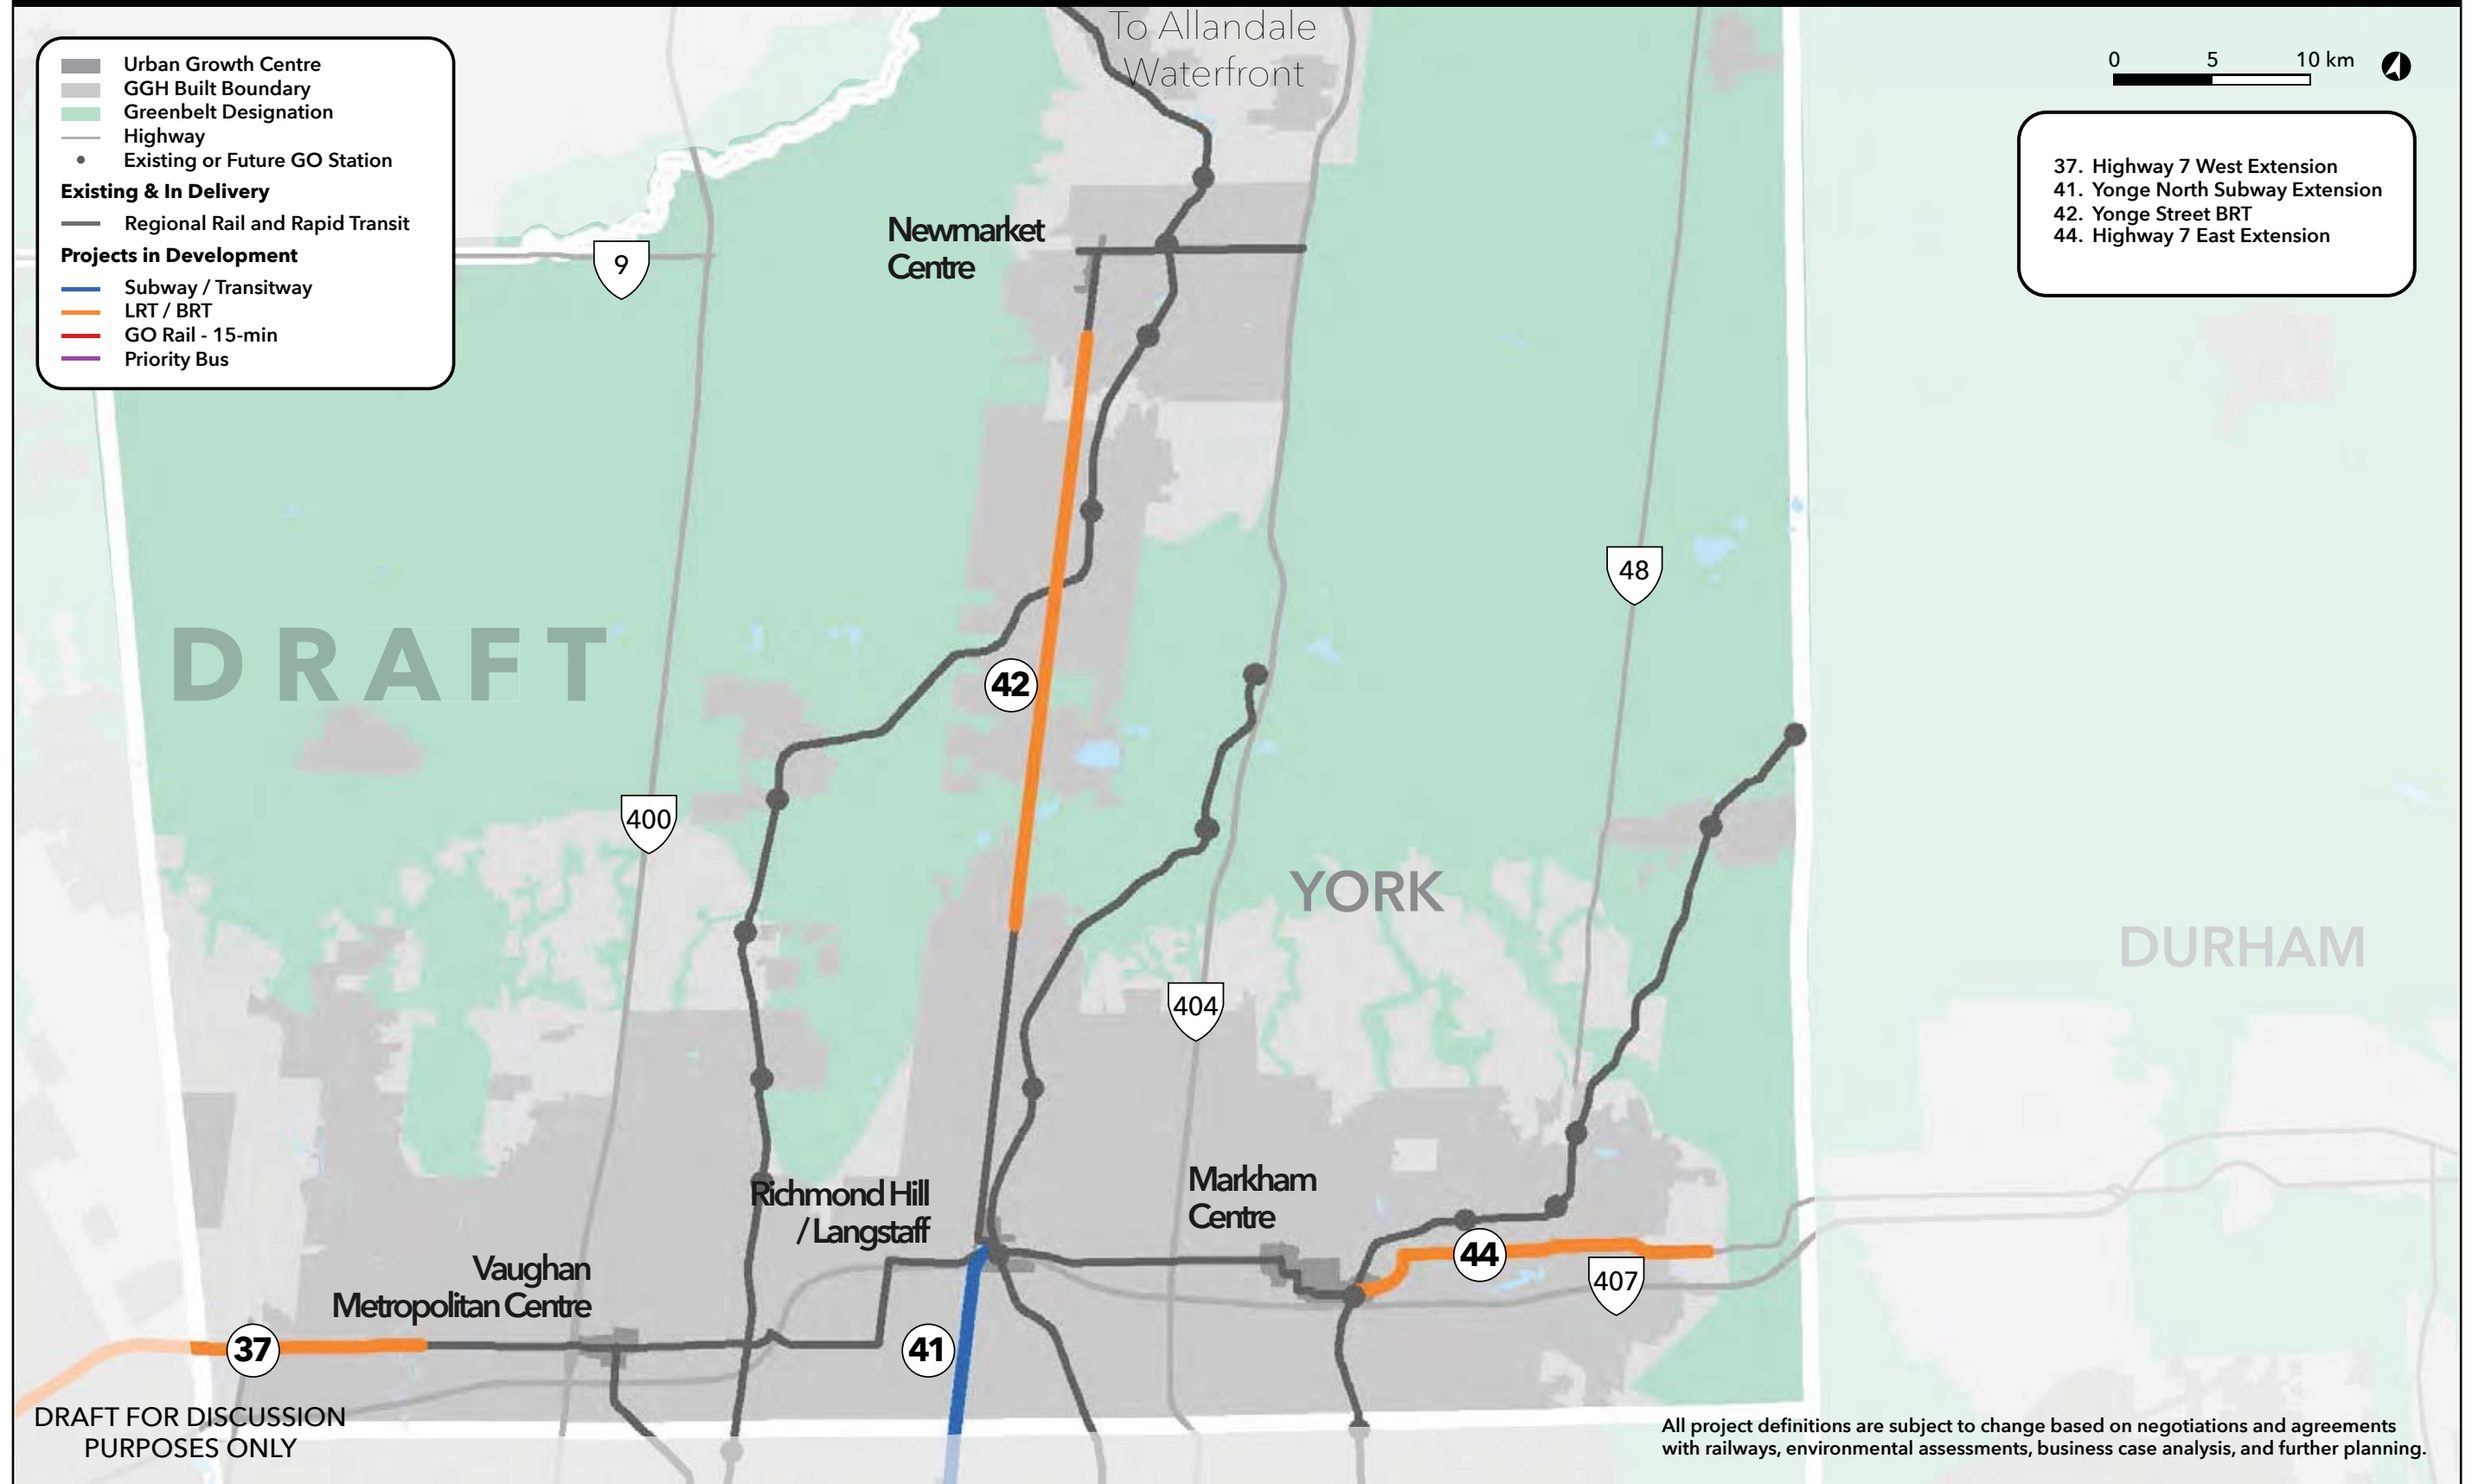 To Allandale
Waterfront
Urban Growth Centre
GGH Built Boundary
Greenbelt Designation
Highway
Existing or Future GO Station
Existing & In Delivery
Regional Rail and Rapid Transit
Projects in Development
Subway / Transitway
LRT / BRT
GO Rail - 15-min
Priority Bus
0 5 10 km
37. Highway 7 West Extension
41. Yonge North Subway Extension
42. Yonge Street BRT
44. Highway 7 East Extension
Newmarket
Centre
9
48
DRAFT
42
400
YORK
DURHAM
404
Richmond Hill
/ Langstaff
Markham
Centre
Vaughan
Metropolitan Centre
44
407
37
41
DRAFT FOR DISCUSSION
PURPOSES ONLY
All project definitions are subject to change based on negotiations and agreements
with railways, environmental assessments, business case analysis, and further planning.